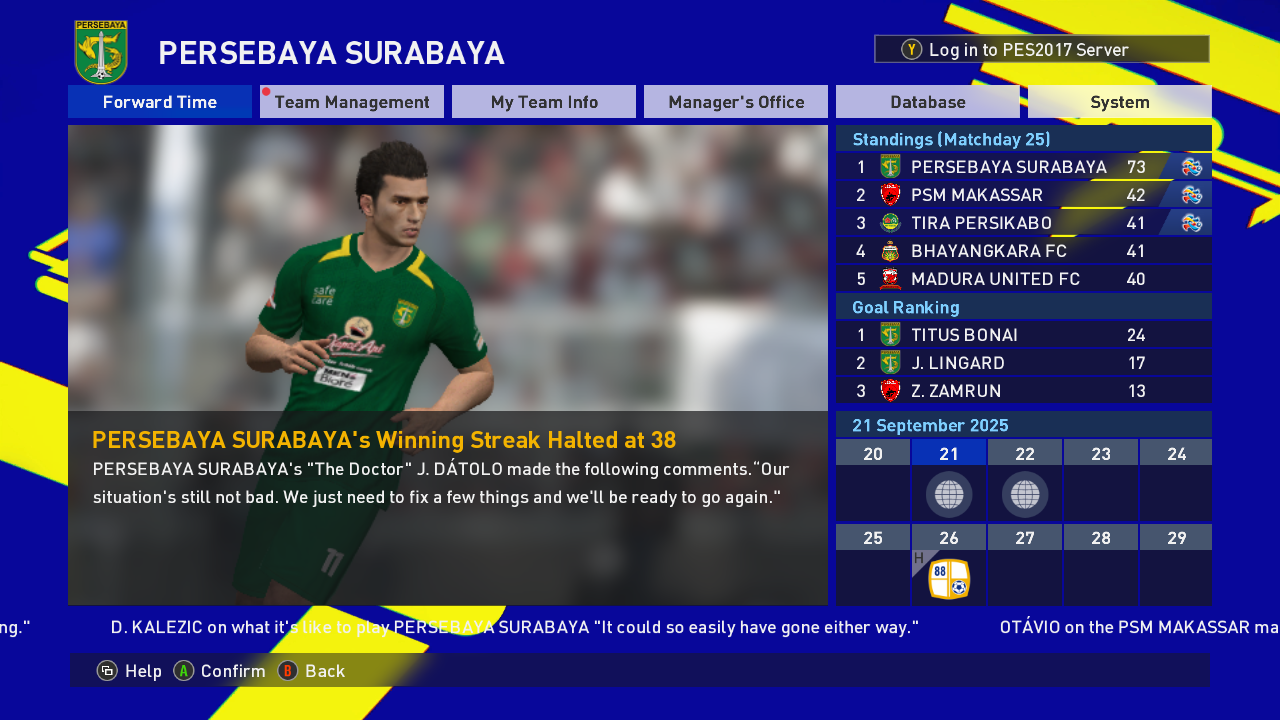 PERSEBAYA
PERSEBAYA SURABAYA
Y Log in to PES2017 Server
Forward Time
Team Management
My Team Info
Manager's Office
Database
System
safe
care
Kapal Api
MEN'S
Bioré
11
PERSEBAYA SURABAYA's Winning Streak Halted at 38
PERSEBAYA SURABAYA's "The Doctor" J. DÁTOLO made the following comments.“Our
situation's still not bad. We just need to fix a few things and we'll be ready to go again."
Standings (Matchday 25)
1 PERSEBAYA SURABAYA 73
2 PSM MAKASSAR 42
3 TIRA PERSIKABO 41
4 BHAYANGKARA FC 41
5 MADURA UNITED FC 40
Goal Ranking
1 TITUS BONAI 24
2 J. LINGARD 17
3 Z. ZAMRUN 13
21 September 2025
20 21 22 23 24
25 26 27 28 29
H
88
ng." D. KALEZIC on what it's like to play PERSEBAYA SURABAYA "It could so easily have gone either way." OTÁVIO on the PSM MAKASSAR ma
Help A Confirm B Back